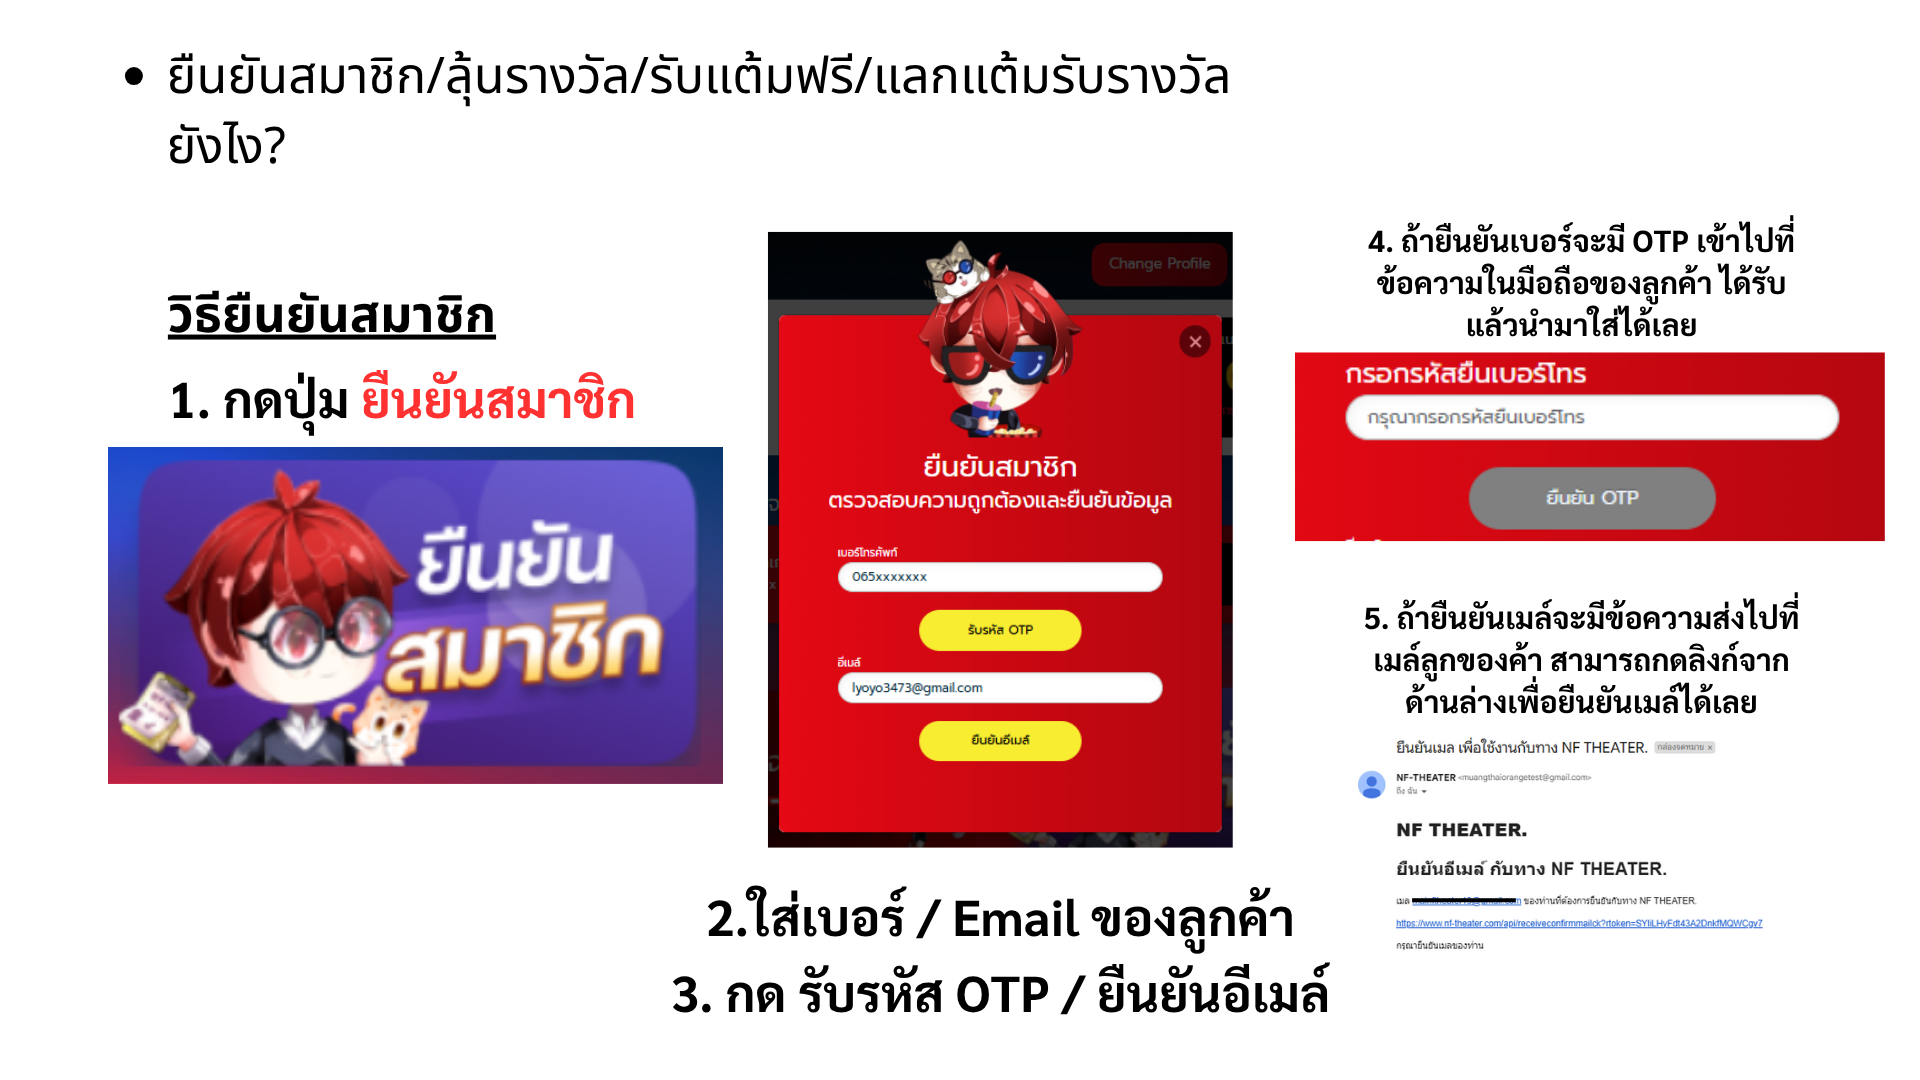 • ยืนยันสมาชิก/ลุ้นรางวัล/รับแต้มฟรี/แลกแต้มรับรางวัล
ยังไง?
วิธียืนยันสมาชิก
1. กดปุ่ม ยืนยันสมาชิก
ยืนยัน
สมาชิก
Change Profile
ยืนยันสมาชิก
ตรวจสอบความถูกต้องและยืนยันข้อมูล
เบอร์โทรศัพท์
065xxxxxxx
รับรหัส OTP
อีเมล์
lyoyo3473@gmail.com
ยืนยันอีเมล์
2.ใส่เบอร์ / Email ของลูกค้า
3. กด รับรหัส OTP / ยืนยันอีเมล์
4. ถ้ายืนยันเบอร์จะมี OTP เข้าไปที่
ข้อความในมือถือของลูกค้า ได้รับ
แล้วนำมาใส่ได้เลย
กรอกรหัสยืนเบอร์โทร
กรุณากรอกรหัสยืนเบอร์โทร
ยืนยัน OTP
5. ถ้ายืนยันเมล์จะมีข้อความส่งไปที่
เมล์ลูกของค้า สามารถกดลิงก์จาก
ด้านล่างเพื่อยืนยันเมล์ได้เลย
ยืนยันเมล เพื่อใช้งานกับทาง NF THEATER. กล่องจดหมาย x
NF-THEATER <muangthaiorangetest@gmail.com>
ถึง ฉัน
NF THEATER.
ยืนยันอีเมล์ กับทาง NF THEATER.
เมล ของท่านที่ต้องการยืนยันกับทาง NF THEATER.
https://www.nf-theater.com/api/receiveconfirmmailck?rtoken=SYliLHyFdt43A2DnkfMQWCgv7
กรุณายืนยันเมลของท่าน